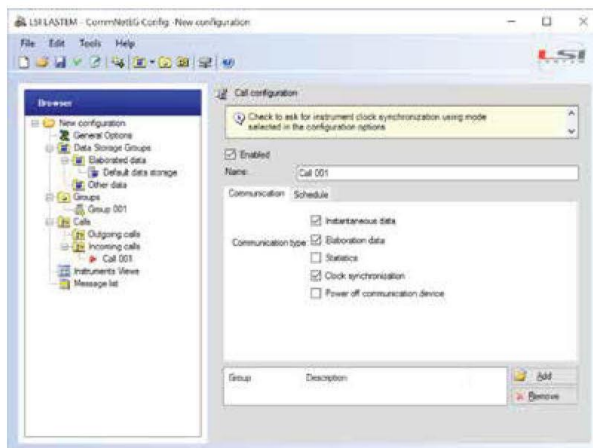 LSI LASTEM - CommNetEG Config -New configuration
File Edit Tools Help
LSI
LASTEM
Browser
New configuration
General Options
Data Storage Groups
Elaborated data
Default data storage
Other data
Groups
Group 001
Calls
Outgoing calls
Incoming calls
Call 001
Instruments Views
Message list
Call configuration
Check to ask for instrument clock synchronization using mode
selected in the configuration options
Enabled
Name: Call 001
Communication Schedule
Instantaneous data
Communication type: Elaboration data
Statistics
Clock synchronization
Power off communication device
Group Description
Add
Remove